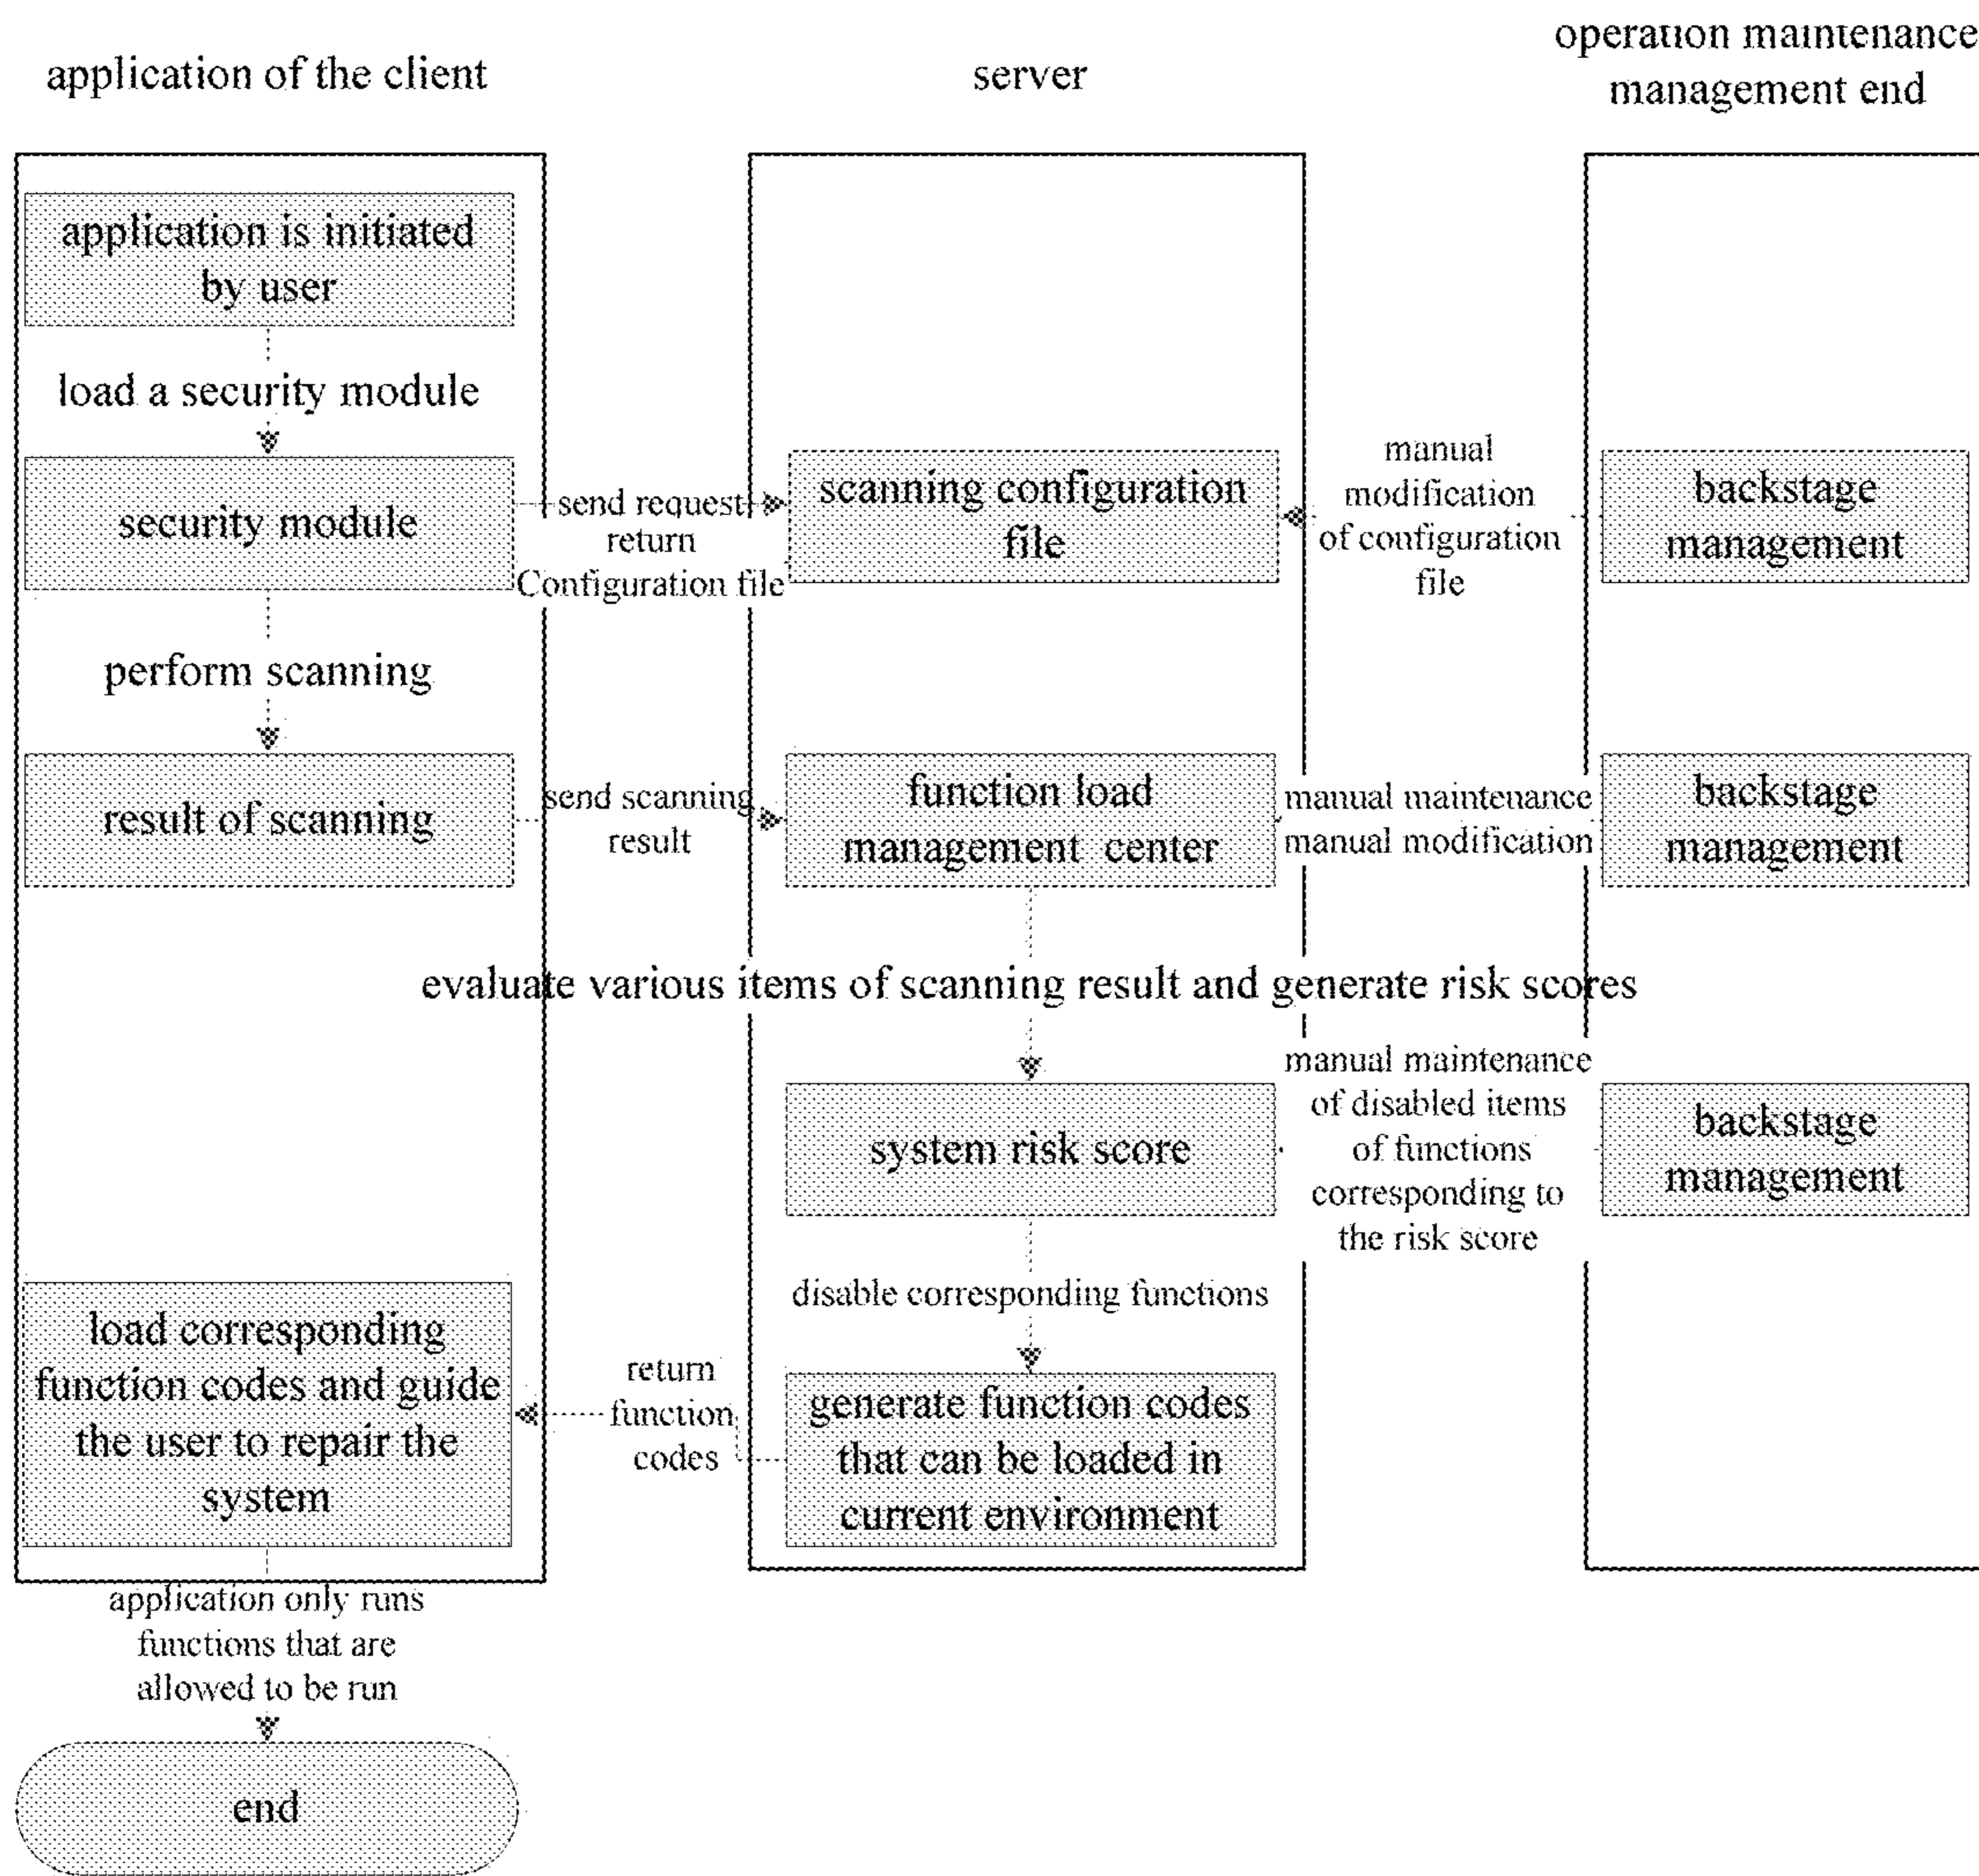 operation maintenance
management end
application of the client
server
application is initiated
by user
load a security module
security module
send request
return
Configuration file
scanning configuration
file
manual
modification
of configuration
file
backstage
management
perform scanning
result of scanning
send scanning
result
function load
management center
manual maintenance
manual modification
backstage
management
evaluate various items of scanning result and generate risk scores
system risk score
manual maintenance
of disabled items
of functions
corresponding to
the risk score
backstage
management
disable corresponding functions
load corresponding
function codes and guide
the user to repair the
system
return
function
codes
generate function codes
that can be loaded in
current environment
application only runs
functions that are
allowed to be run
end